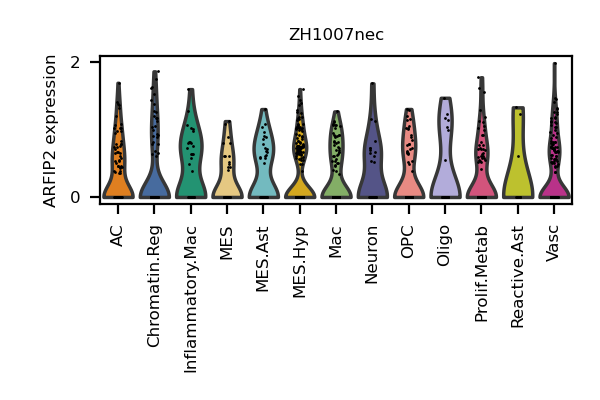 ZH1007nec
ARFIP2 expression
2
0
AC
Chromatin.Reg
Inflammatory.Mac
MES
MES.Ast
MES.Hyp
Mac
Neuron
OPC
Oligo
Prolif.Metab
Reactive.Ast
Vasc